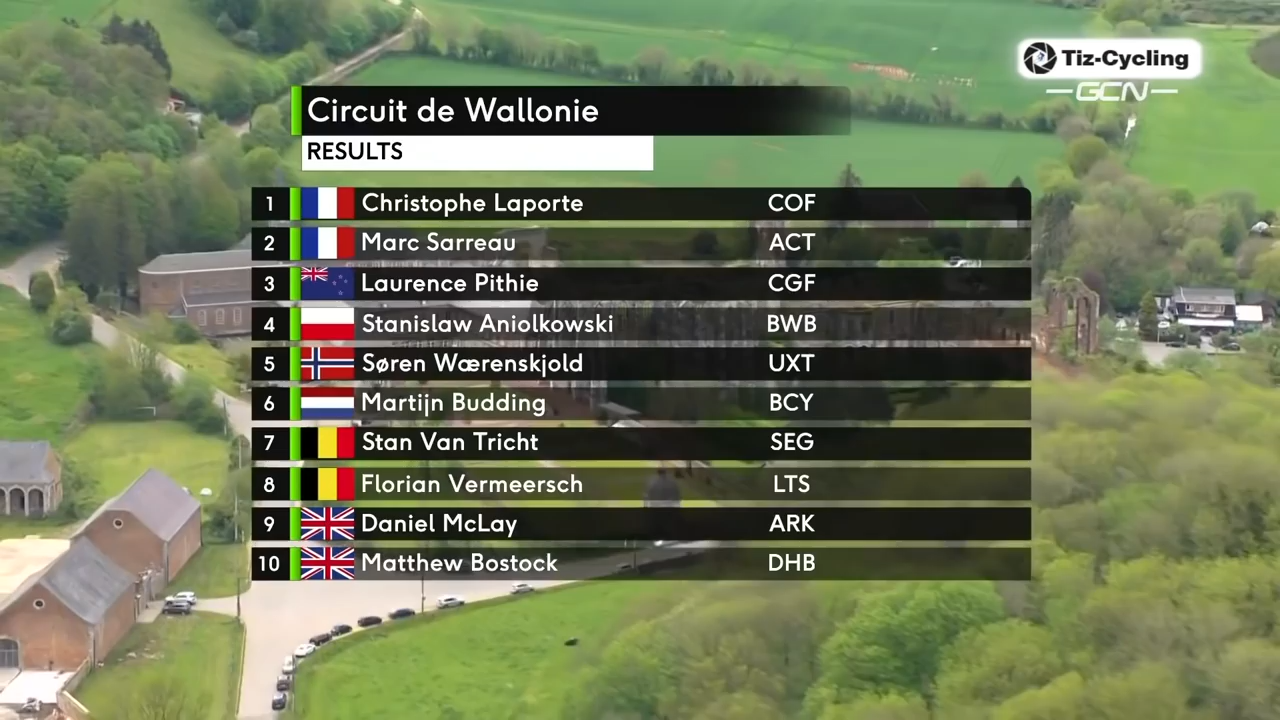 Tiz-Cycling
GCN
Circuit de Wallonie
RESULTS
1 Christophe Laporte COF
2 Marc Sarreau ACT
3 Laurence Pithie CGF
4 Stanislaw Aniolkowski BWB
5 Søren Wærenskjold UXT
6 Martijn Budding BCY
7 Stan Van Tricht SEG
8 Florian Vermeersch LTS
9 Daniel McLay ARK
10 Matthew Bostock DHB